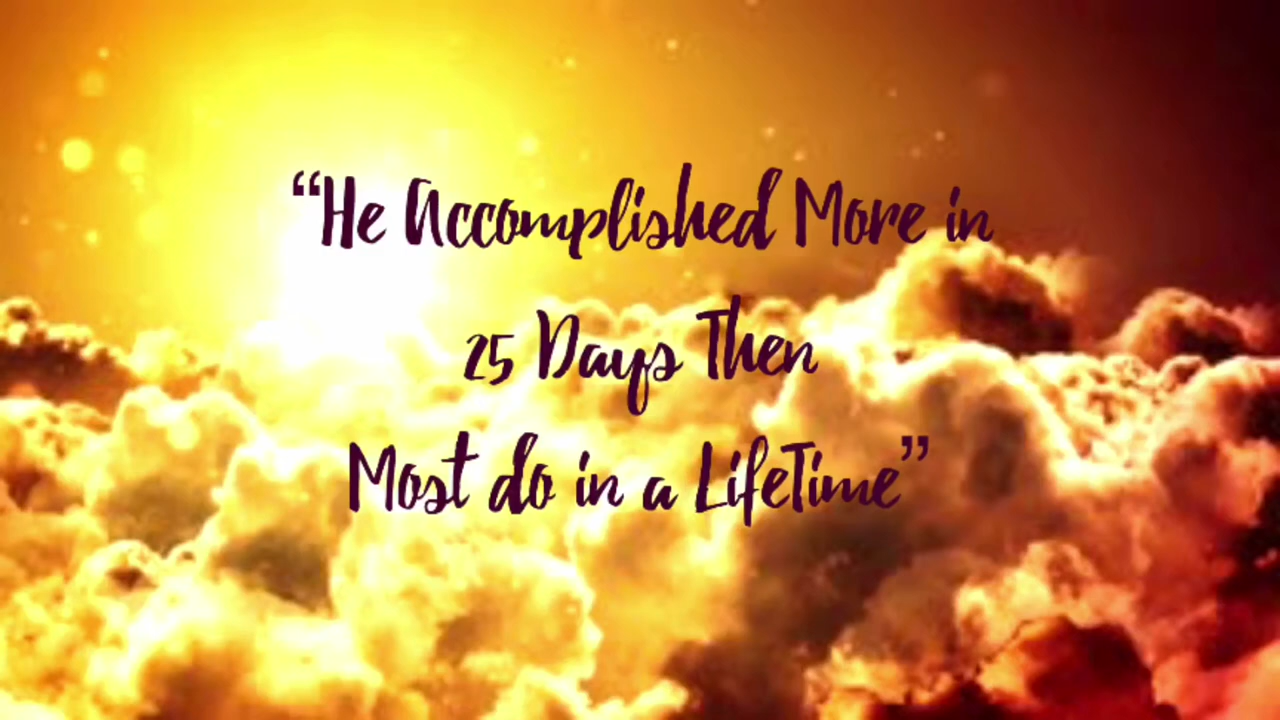 “He Accomplished More in
25 Days Then
Most do in a LifeTime”